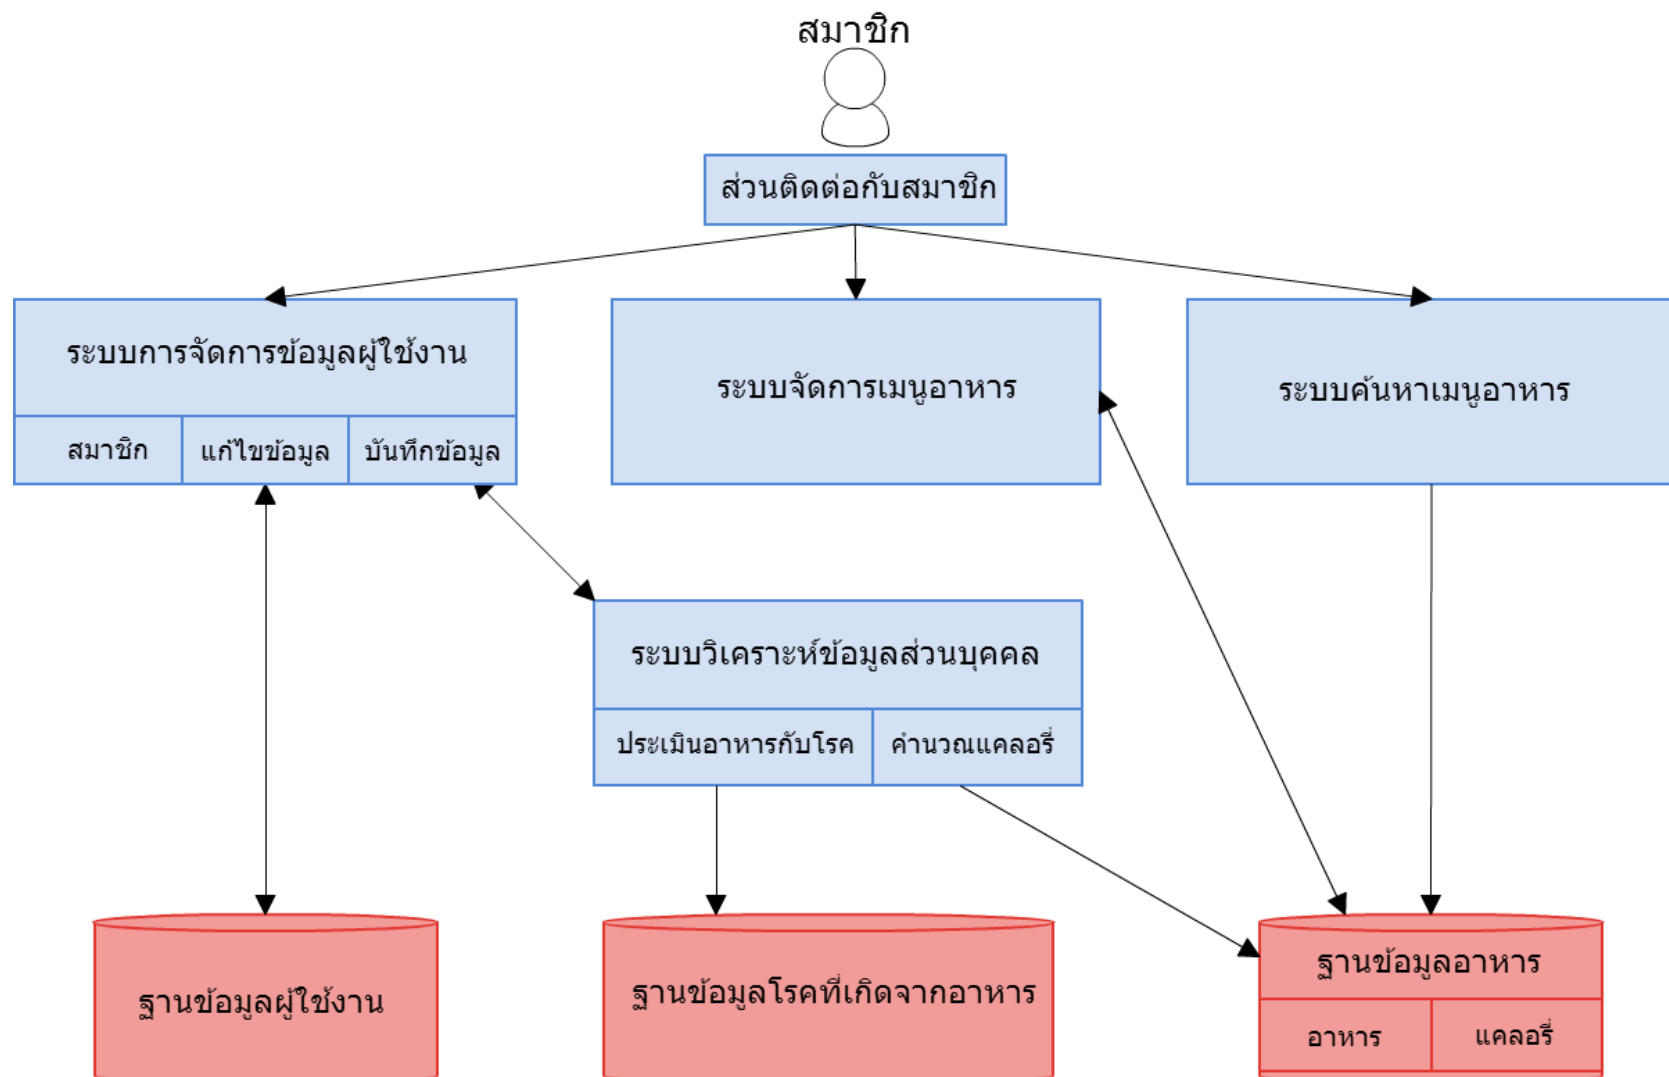 สมาชิก
ส่วนติดต่อกับสมาชิก
ระบบการจัดการข้อมูลผู้ใช้งาน
สมาชิก
แก้ไขข้อมูล
บันทึกข้อมูล
ระบบจัดการเมนูอาหาร
ระบบค้นหาเมนูอาหาร
ระบบวิเคราะห์ข้อมูลส่วนบุคคล
ประเมินอาหารกับโรค
คำนวณแคลอรี่
ฐานข้อมูลผู้ใช้งาน
ฐานข้อมูลโรคที่เกิดจากอาหาร
ฐานข้อมูลอาหาร
อาหาร
แคลอรี่